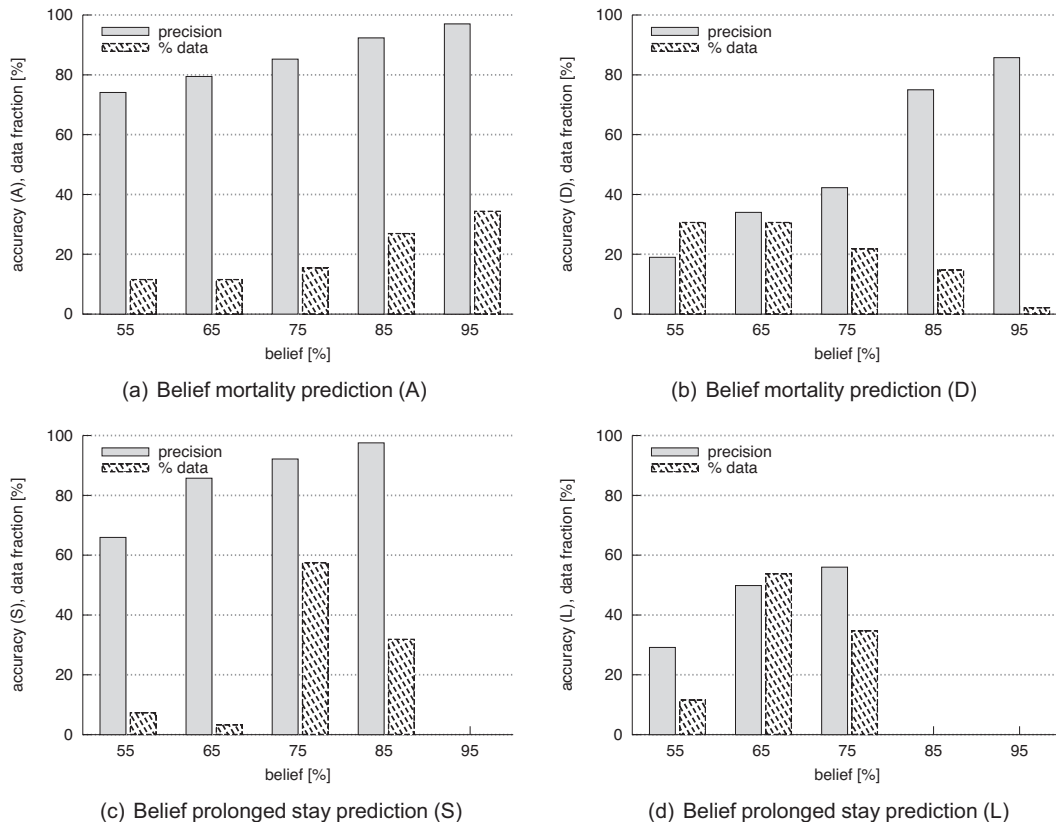 accuracy (A), data fraction [%]
100
80
60
40
20
0
precision
% data
55 65 75 85 95
belief [%]
(a) Belief mortality prediction (A)
accuracy (D), data fraction [%]
100
80
60
40
20
0
precision
% data
55 65 75 85 95
belief [%]
(b) Belief mortality prediction (D)
accuracy (S), data fraction [%]
100
80
60
40
20
0
precision
% data
55 65 75 85 95
belief [%]
(c) Belief prolonged stay prediction (S)
accuracy (L), data fraction [%]
100
80
60
40
20
0
precision
% data
55 65 75 85 95
belief [%]
(d) Belief prolonged stay prediction (L)